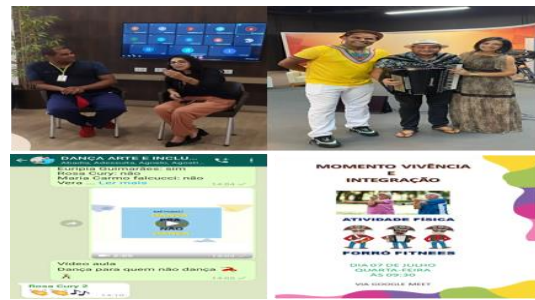 DANÇA ARTE E INCLU...
Euripia Guimarães: sim
Rosa Cury: não
Maria Carmo falcucci: não
Vera ... Ler mais
Video aula
Dança para quem não dança
Rosa Cury 2
MOMENTO VIVÊNCIA
E
INTEGRAÇÃO
ATIVIDADE FÍSICA
FORRÓ FITNEES
DIA 07 DE JULHO
QUARTA-FEIRA
ÀS 09:30
VIA GOOGLE MEET